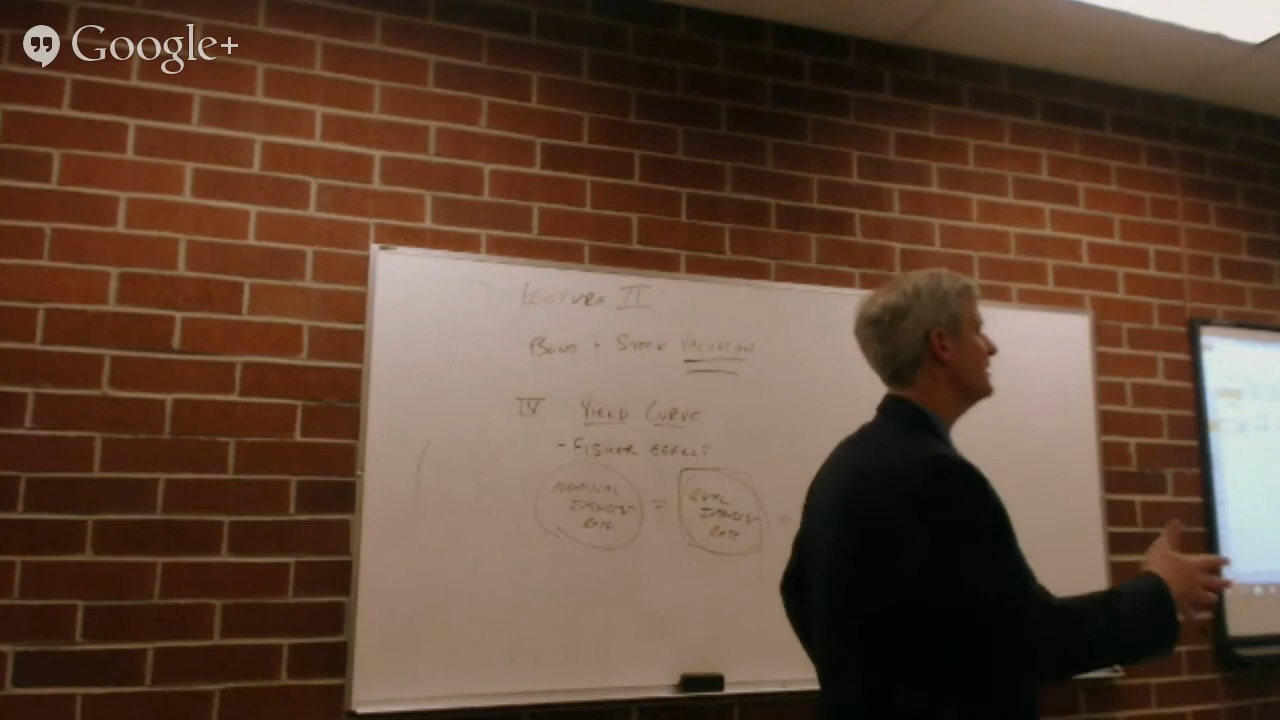 Google+
LECTURE II
BOND & STOCK VALUATION
IV YIELD CURVE
- FISHER EFFECT
NOMINAL
INTEREST
RATE
=
REAL
INTEREST
RATE
+